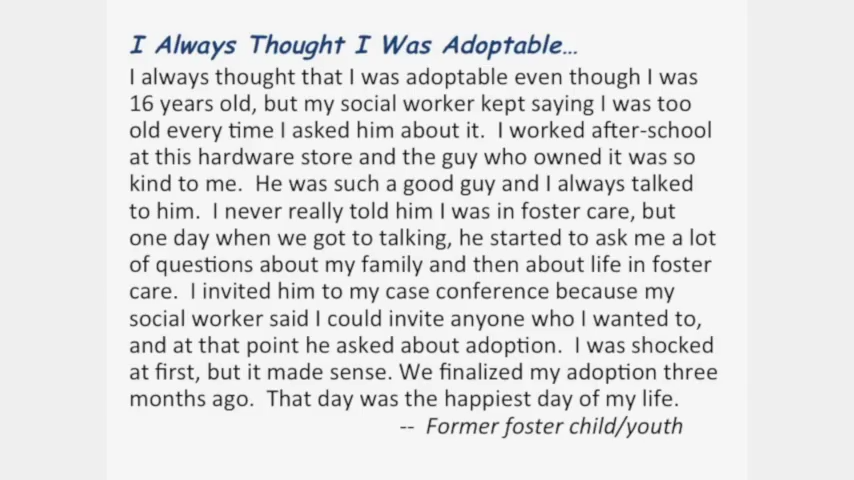 I Always Thought I Was Adoptable…
I always thought that I was adoptable even though I was
16 years old, but my social worker kept saying I was too
old every time I asked him about it.  I worked after-school
at this hardware store and the guy who owned it was so
kind to me.  He was such a good guy and I always talked
to him.  I never really told him I was in foster care, but
one day when we got to talking, he started to ask me a lot
of questions about my family and then about life in foster
care.  I invited him to my case conference because my
social worker said I could invite anyone who I wanted to,
and at that point he asked about adoption.  I was shocked
at first, but it made sense. We finalized my adoption three
months ago.  That day was the happiest day of my life.
-- Former foster child/youth